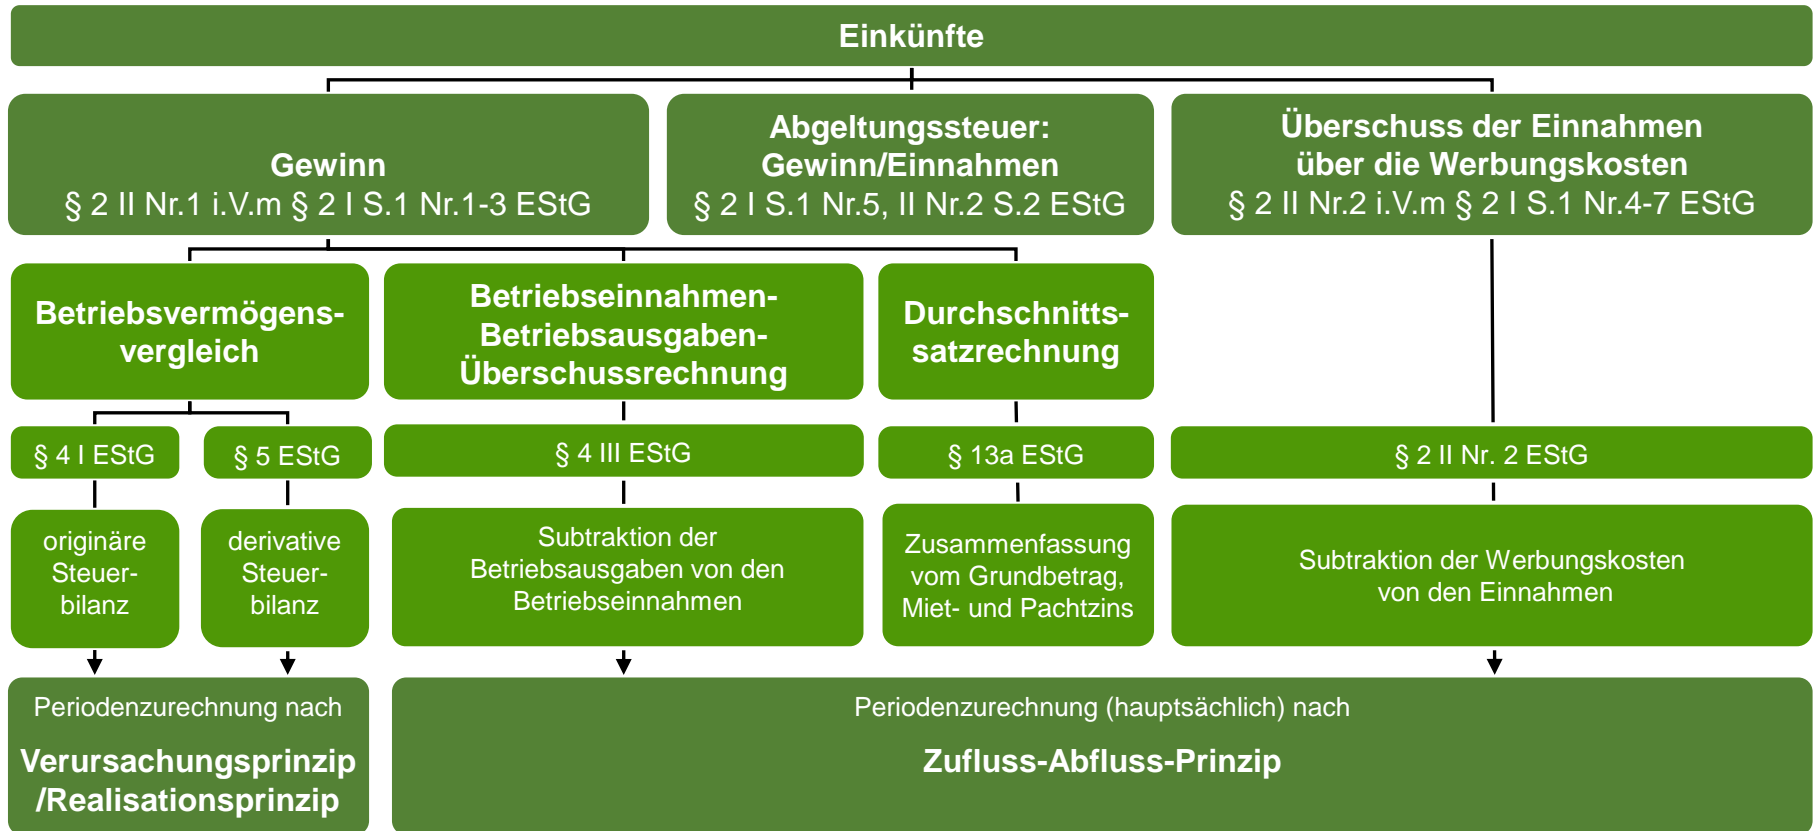 Einkünfte
Gewinn
§ 2 II Nr.1 i.V.m § 2 I S.1 Nr.1-3 EStG
Abgeltungssteuer:
Gewinn/Einnahmen
§ 2 I S.1 Nr.5, II Nr.2 S.2 EStG
Überschuss der Einnahmen
über die Werbungskosten
§ 2 II Nr.2 i.V.m § 2 I S.1 Nr.4-7 EStG
Betriebsvermögens-
vergleich
Betriebseinnahmen-
Betriebsausgaben-
Überschussrechnung
Durchschnitts-
satzrechnung
§ 4 I EStG
§ 5 EStG
§ 4 III EStG
§ 13a EStG
§ 2 II Nr. 2 EStG
originäre
Steuer-
bilanz
derivative
Steuer-
bilanz
Subtraktion der
Betriebsausgaben von den
Betriebseinnahmen
Zusammenfassung
vom Grundbetrag,
Miet- und Pachtzins
Subtraktion der Werbungskosten
von den Einnahmen
Periodenzurechnung nach
Verursachungsprinzip
/Realisationsprinzip
Periodenzurechnung (hauptsächlich) nach
Zufluss-Abfluss-Prinzip